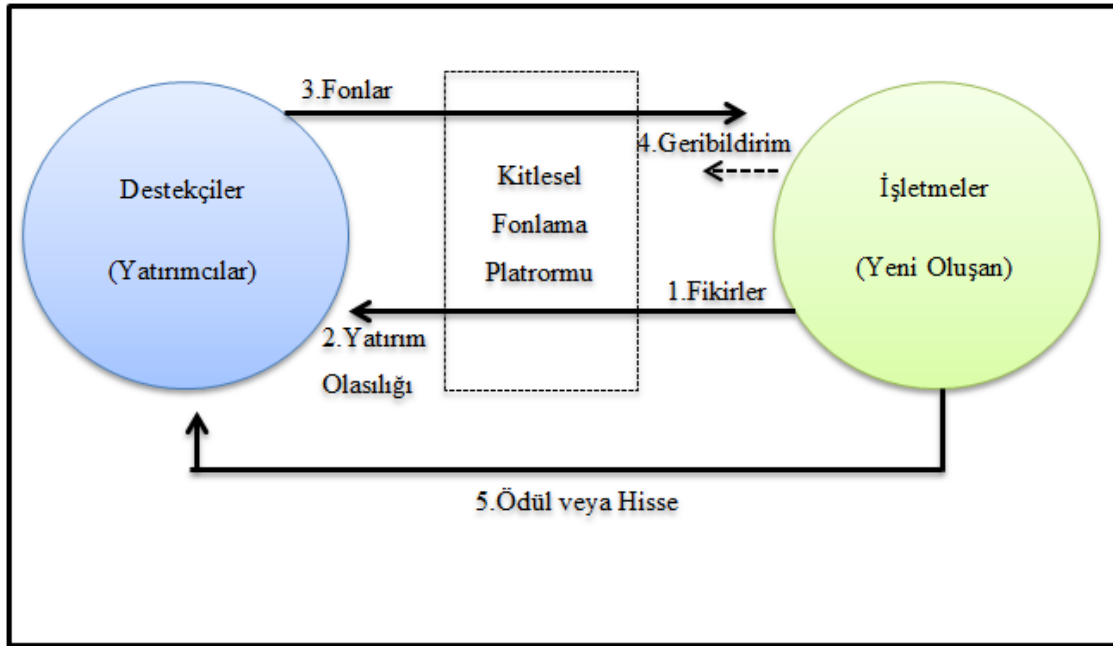 3.Fonlar
4.Geribildirim
Destekçiler
(Yatırımcılar)
Kitlesel
Fonlama
Platrormu
İşletmeler
(Yeni Oluşan)
1.Fikirler
2.Yatırım
Olasılığı
5.Ödül veya Hisse